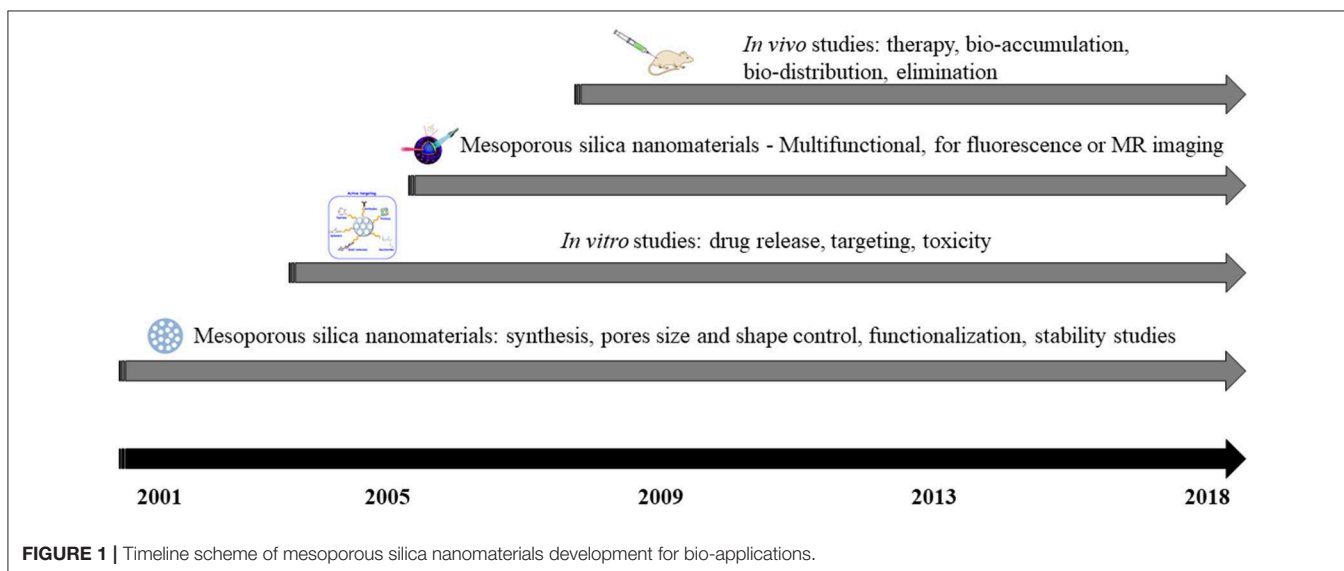 In vivo studies: therapy, bio-accumulation,
bio-distribution, elimination
Mesoporous silica nanomaterials - Multifunctional, for fluorescence or MR imaging
Active targeting
In vitro studies: drug release, targeting, toxicity
Mesoporous silica nanomaterials: synthesis, pores size and shape control, functionalization, stability studies
2001 2005 2009 2013 2018
FIGURE 1 | Timeline scheme of mesoporous silica nanomaterials development for bio-applications.